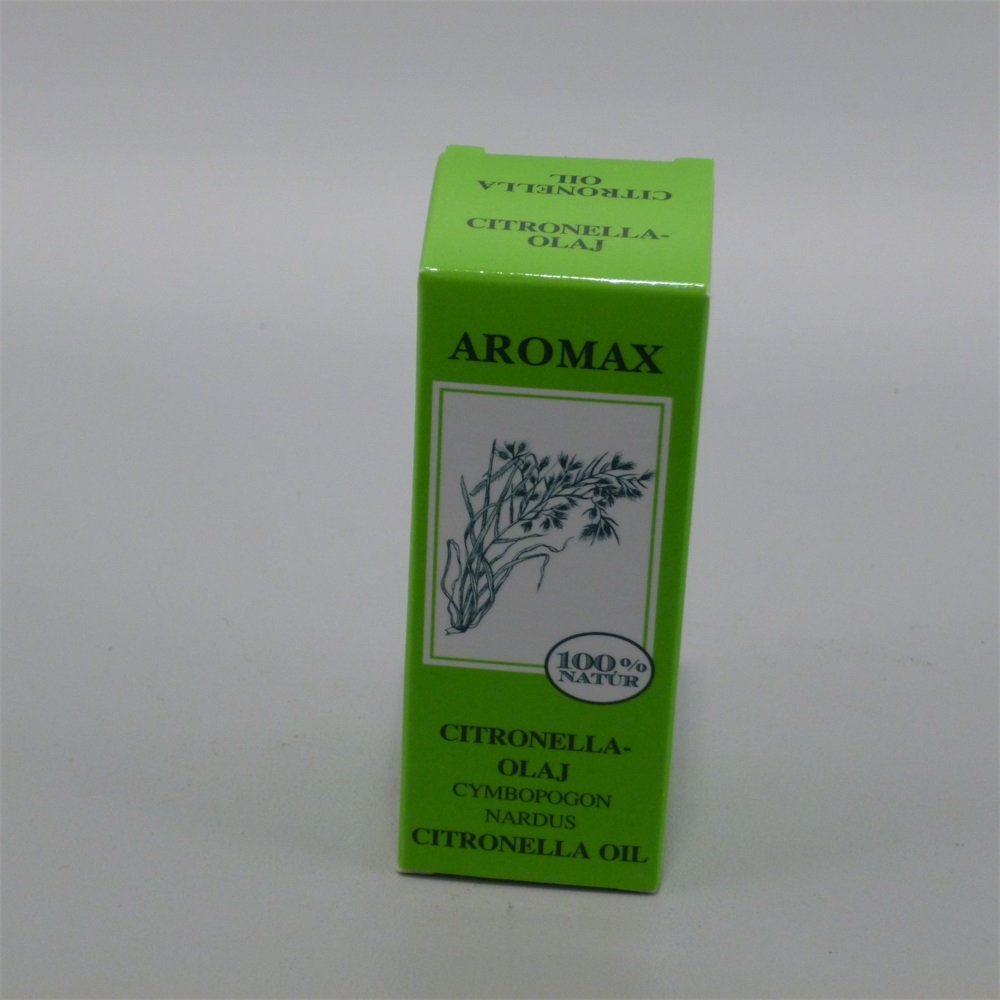 CITRONELLA
OIL
CITRONELLA-
OLAJ
AROMAX
100%
NATÚR
CITRONELLA-
OLAJ
CYMBOPOGON
NARDUS
CITRONELLA OIL